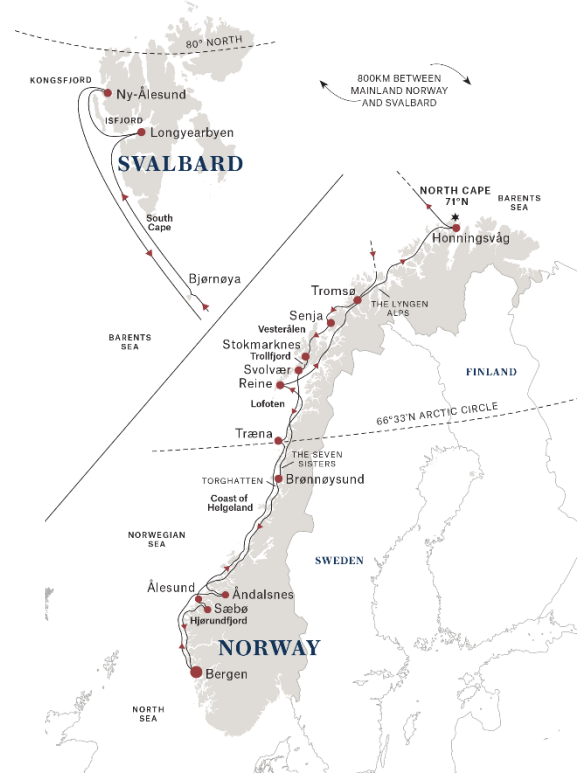 80° NORTH
KONGSFJORD
Ny-Ålesund
800KM BETWEEN
MAINLAND NORWAY
AND SVALBARD
ISFJORD
Longyearbyen
SVALBARD
NORTH CAPE
71°N
BARENTS
SEA
South
Cape
Honningsvåg
Bjørnøya
Tromsø
THE LYNGEN
ALPS
Senja
Vesterålen
BARENTS
SEA
Stokmarknes
Trollfjord
Svolvær
FINLAND
Reine
Lofoten
66°33'N ARCTIC CIRCLE
Træna
THE SEVEN
SISTERS
TORGHATTEN
Brønnøysund
Coast of
Helgeland
NORWEGIAN
SEA
SWEDEN
Ålesund
Åndalsnes
Sæbø
Hjørundfjord
NORWAY
Bergen
NORTH
SEA